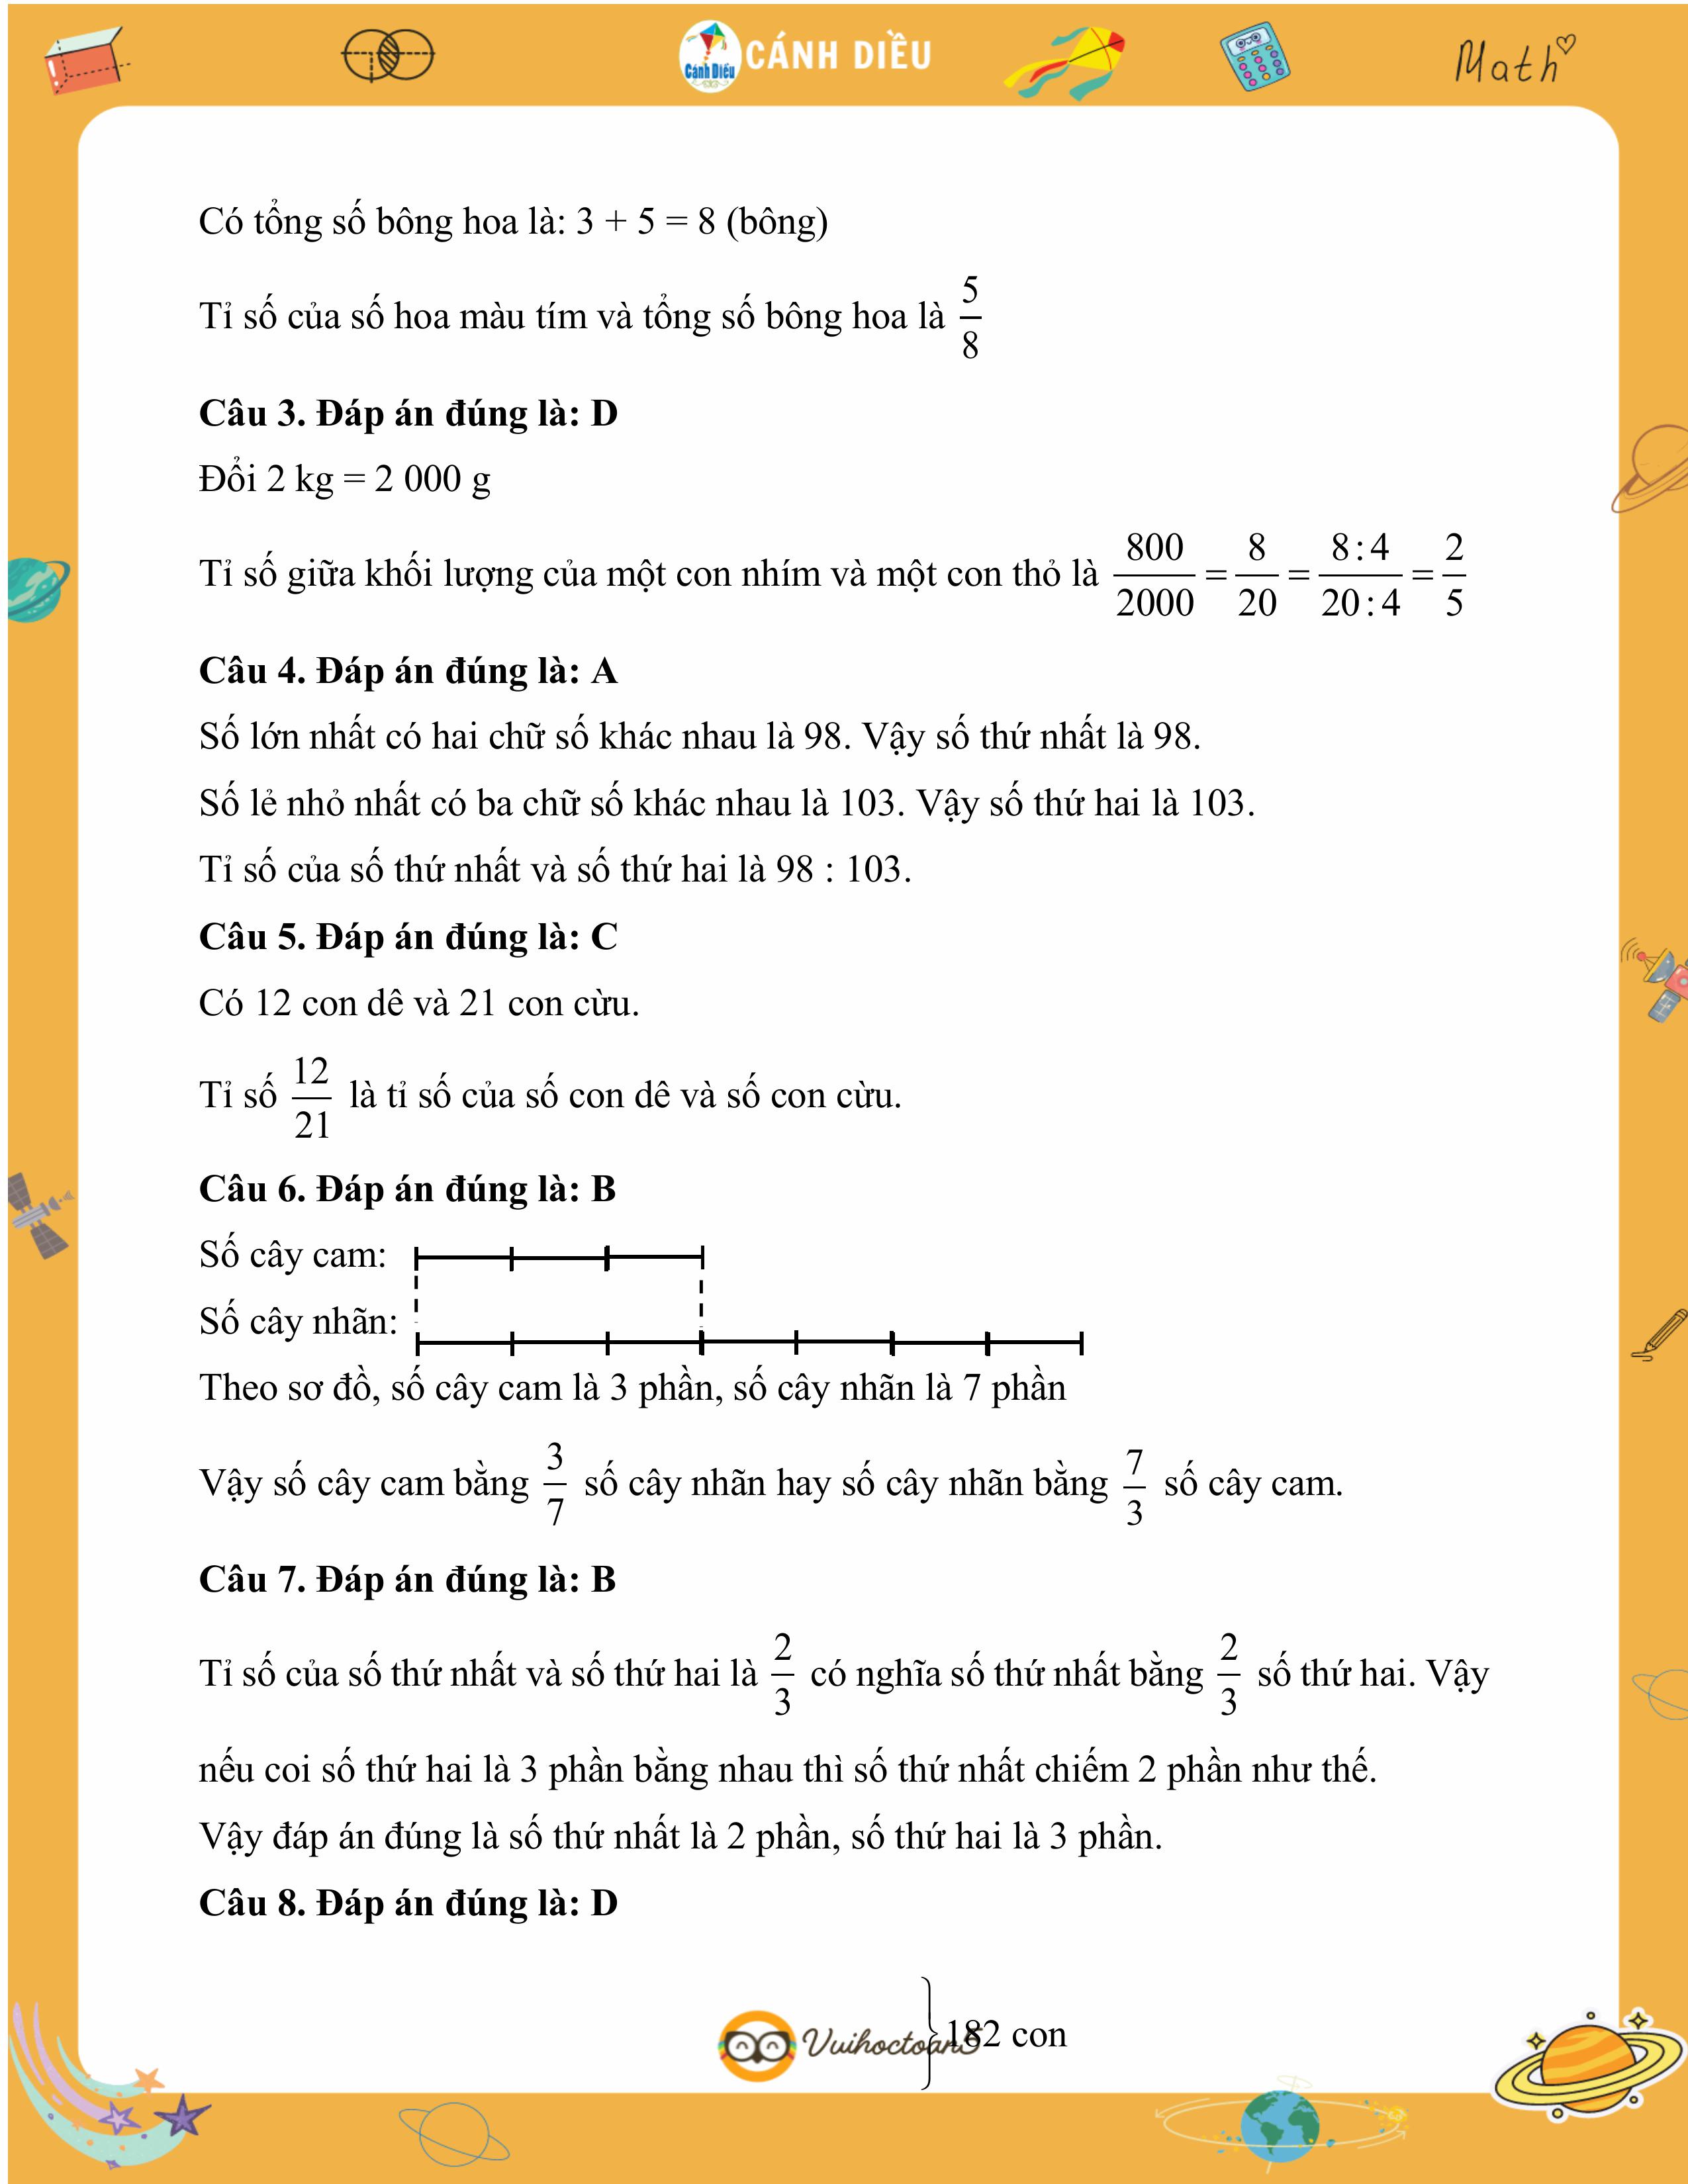 Cánh Diều
CÁNH DIỀU
Math
Có tổng số bông hoa là: 3 + 5 = 8 (bông)
Tỉ số của số hoa màu tím và tổng số bông hoa là 5/8
Câu 3. Đáp án đúng là: D
Đổi 2 kg = 2 000 g
Tỉ số giữa khối lượng của một con nhím và một con thỏ là 800/2000 = 8/20 = 8:4/20:4 = 2/5
Câu 4. Đáp án đúng là: A
Số lớn nhất có hai chữ số khác nhau là 98. Vậy số thứ nhất là 98.
Số lẻ nhỏ nhất có ba chữ số khác nhau là 103. Vậy số thứ hai là 103.
Tỉ số của số thứ nhất và số thứ hai là 98 : 103.
Câu 5. Đáp án đúng là: C
Có 12 con dê và 21 con cừu.
Tỉ số 12/21 là tỉ số của số con dê và số con cừu.
Câu 6. Đáp án đúng là: B
Số cây cam:
Số cây nhãn:
Theo sơ đồ, số cây cam là 3 phần, số cây nhãn là 7 phần
Vậy số cây cam bằng 3/7 số cây nhãn hay số cây nhãn bằng 7/3 số cây cam.
Câu 7. Đáp án đúng là: B
Tỉ số của số thứ nhất và số thứ hai là 2/3 có nghĩa số thứ nhất bằng 2/3 số thứ hai. Vậy
nếu coi số thứ hai là 3 phần bằng nhau thì số thứ nhất chiếm 2 phần như thế.
Vậy đáp án đúng là số thứ nhất là 2 phần, số thứ hai là 3 phần.
Câu 8. Đáp án đúng là: D
182 con
Vuihoctoan5